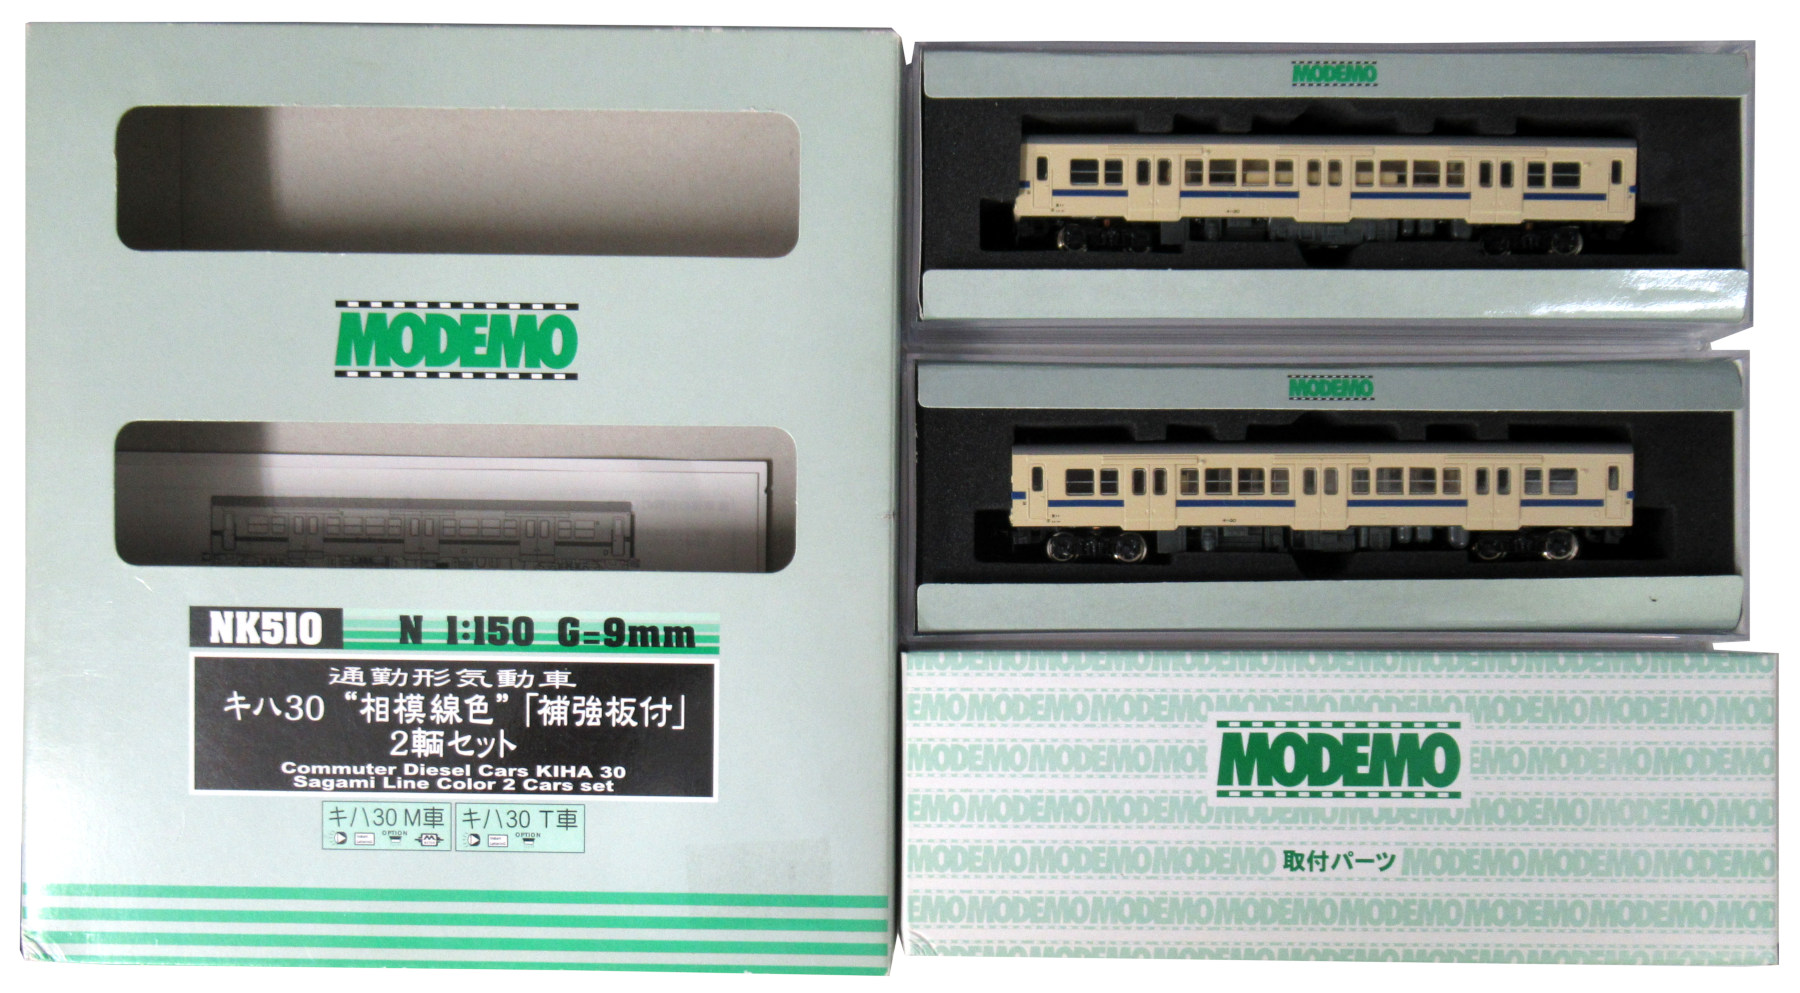 MODEMO
NK510 N 1:150 G=9mm
通勤形気動車
キハ30 “相模線色”「補強板付」
2輌セット
Commuter Diesel Cars KIHA 30
Sagami Line Color 2 Cars set
キハ30 M車
OPTION
キハ30 T車
OPTION
MODEMO
MODEMO
MODEMO
取付パーツ